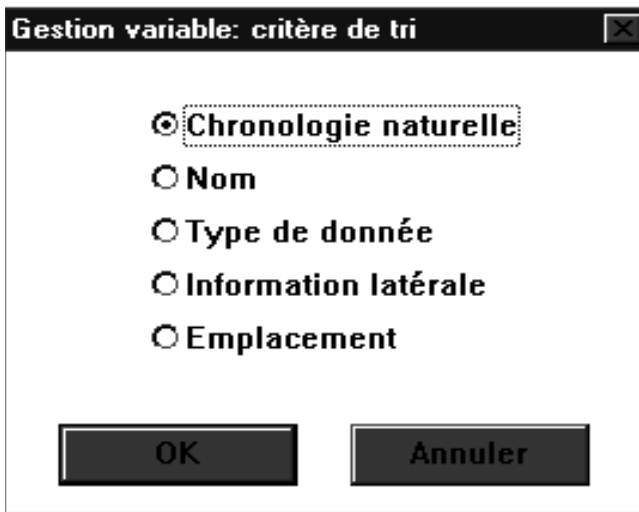 Gestion variable: critère de tri
Chronologie naturelle
Nom
Type de donnée
Information latérale
Emplacement
OK Annuler